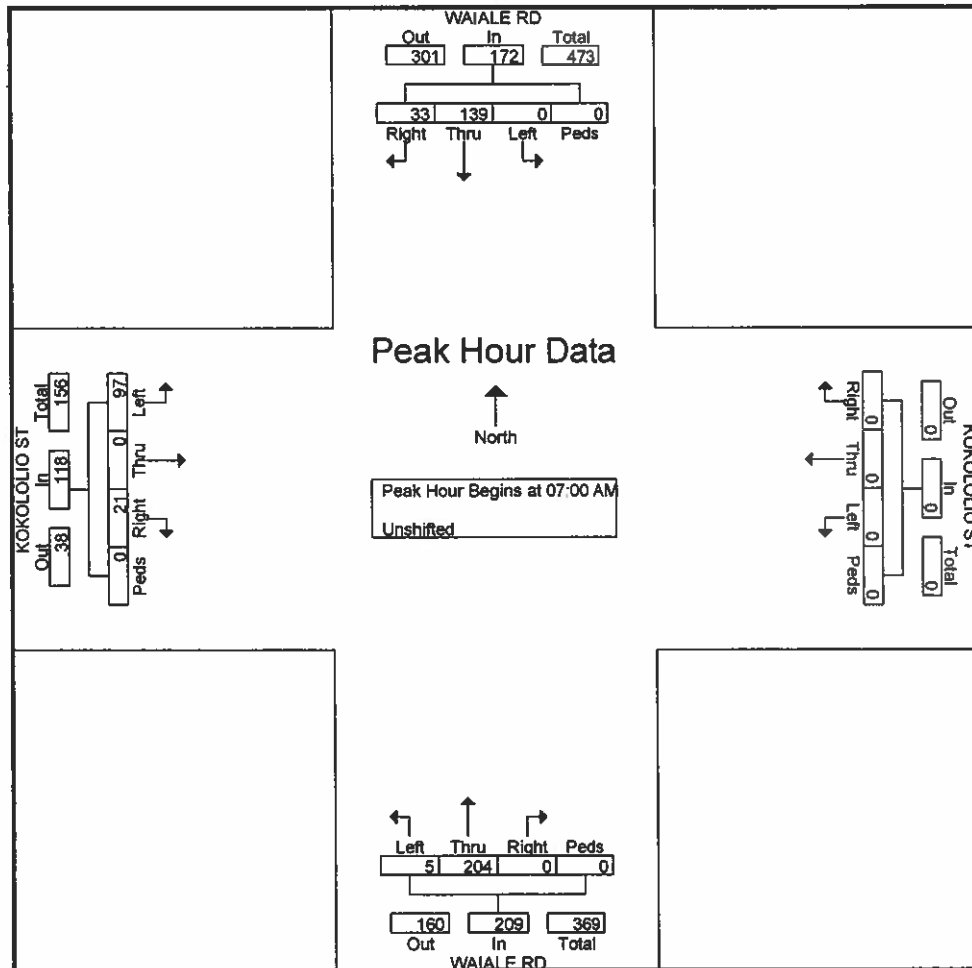 WAIALE RD
Out In Total
301 172 473
33 139 0 0
Right Thru Left Peds
Peak Hour Data
North
Peak Hour Begins at 07:00 AM
Unshifted
KOKOLOLIO ST
Total In Out
156 118 38
97 0 21 0
Left Thru Right Peds
Right Thru Left Peds
0 0 0 0
Out In Total
0 0 0
KOKOLOLIO ST
Left Thru Right Peds
5 204 0 0
160 209 369
Out In Total
WAIALE RD